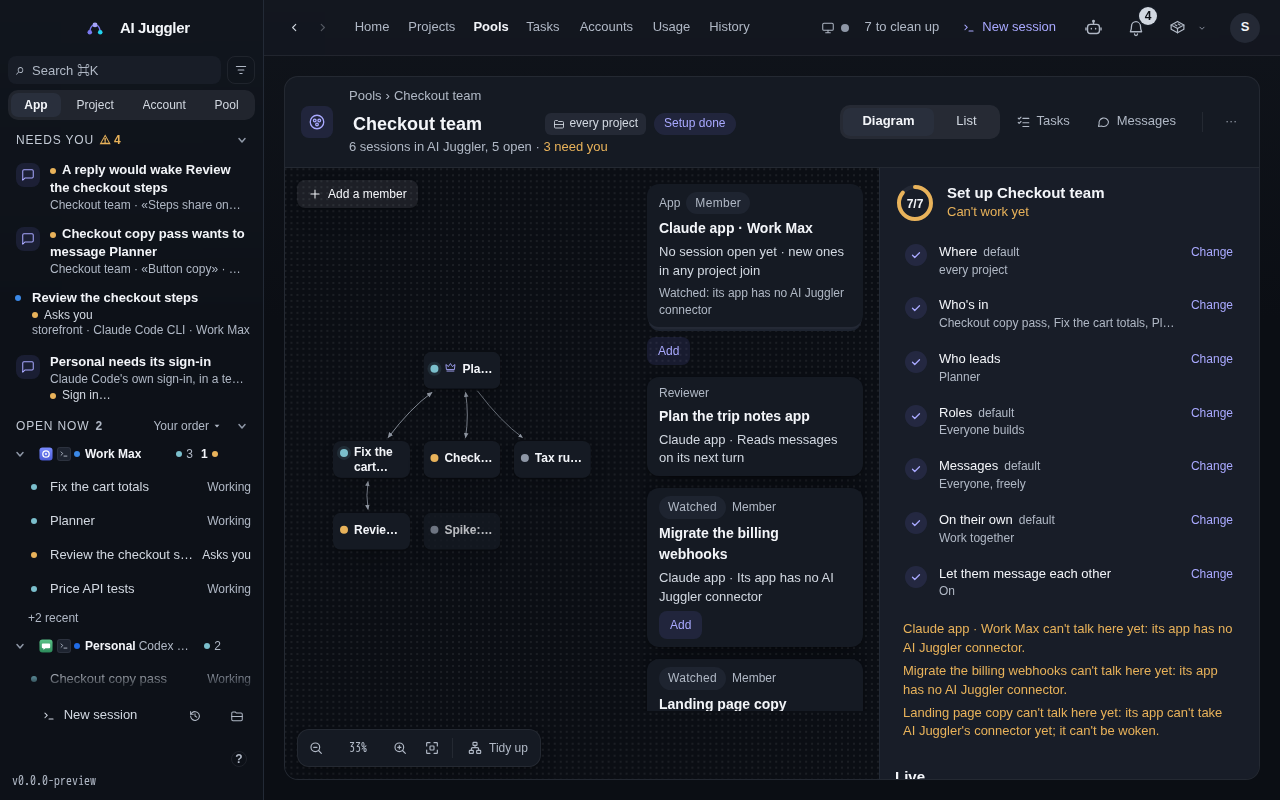 AI Juggler
Search ⌘K
App
Project
Account
Pool
NEEDS YOU 4
A reply would wake Review the checkout steps
Checkout team · «Steps share on…
Checkout copy pass wants to message Planner
Checkout team · «Button copy» · …
Review the checkout steps
Asks you
storefront · Claude Code CLI · Work Max
Personal needs its sign-in
Claude Code's own sign-in, in a te…
Sign in…
OPEN NOW 2
Your order
Work Max 3 1
Fix the cart totals Working
Planner Working
Review the checkout s… Asks you
Price API tests Working
+2 recent
Personal Codex … 2
Checkout copy pass Working
New session
?
v0.0.0-preview
Home
Projects
Pools
Tasks
Accounts
Usage
History
7 to clean up
New session
4
S
Pools › Checkout team
Checkout team
every project
Setup done
6 sessions in AI Juggler, 5 open · 3 need you
Diagram
List
Tasks
Messages
Add a member
Pla…
Fix the cart…
Check…
Tax ru…
Revie…
Spike:…
App Member
Claude app · Work Max
No session open yet · new ones
in any project join
Watched: its app has no AI Juggler
connector
Add
Reviewer
Plan the trip notes app
Claude app · Reads messages
on its next turn
Watched Member
Migrate the billing
webhooks
Claude app · Its app has no AI
Juggler connector
Add
Watched Member
Landing page copy
33%
Tidy up
7/7
Set up Checkout team
Can't work yet
Where default
every project
Change
Who's in
Checkout copy pass, Fix the cart totals, Pl…
Change
Who leads
Planner
Change
Roles default
Everyone builds
Change
Messages default
Everyone, freely
Change
On their own default
Work together
Change
Let them message each other
On
Change
Claude app · Work Max can't talk here yet: its app has no
AI Juggler connector.
Migrate the billing webhooks can't talk here yet: its app
has no AI Juggler connector.
Landing page copy can't talk here yet: its app can't take
AI Juggler's connector yet; it can't be woken.
Live